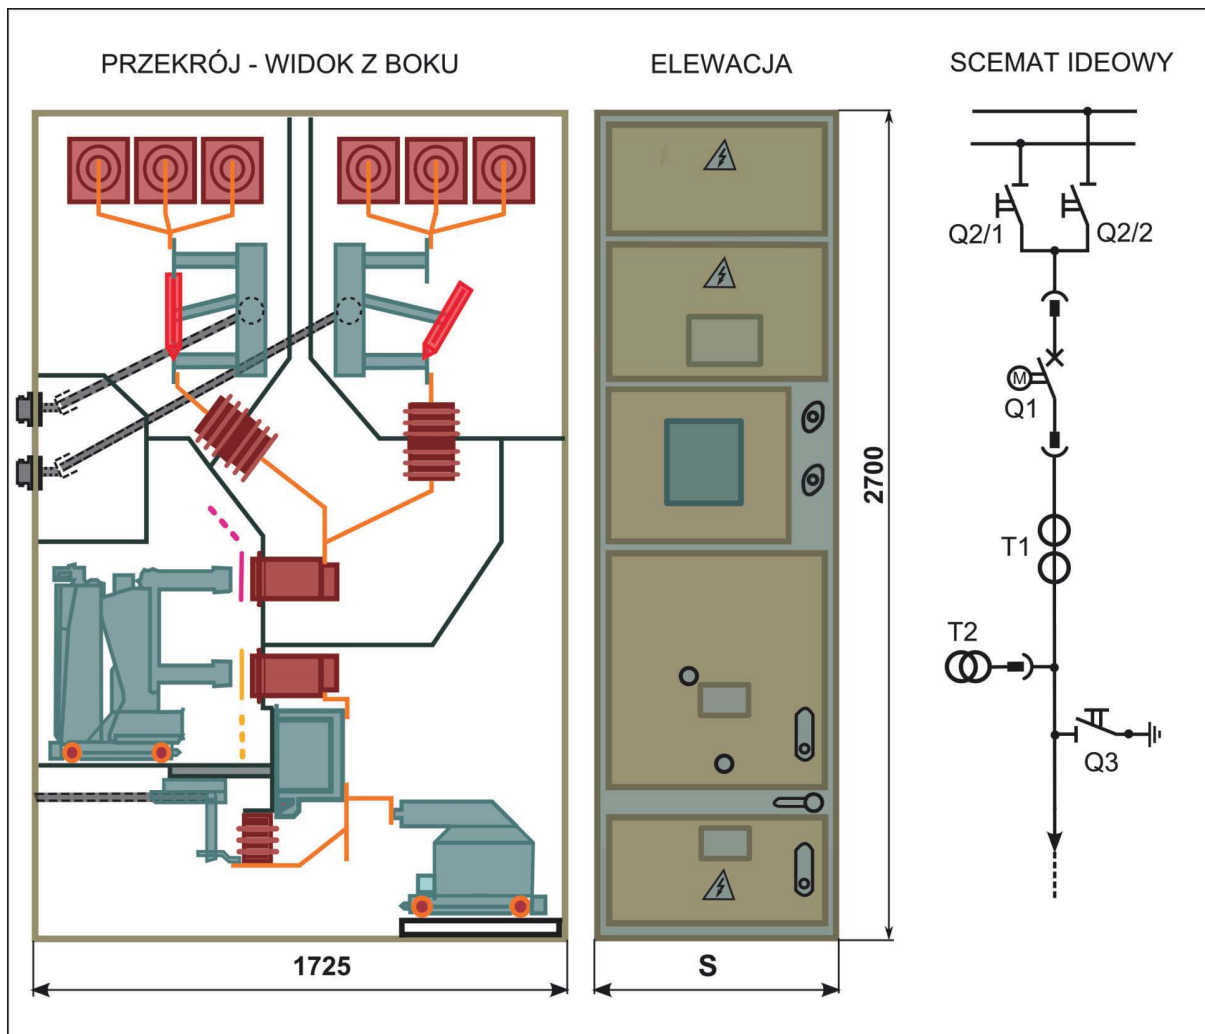 PRZEKRÓJ - WIDOK Z BOKU
ELEWACJA
SCEMAT IDEOWY
Q2/1
Q2/2
M
Q1
2700
T1
T2
Q3
1725
S